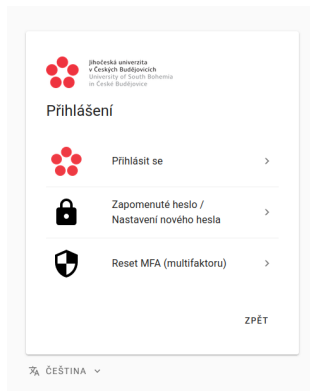 Jihočeská univerzita
v Českých Budějovicích
University of South Bohemia
in České Budějovice
Přihlášení
Přihlásit se
Zapomenuté heslo /
Nastavení nového hesla
Reset MFA (multifaktoru)
ZPĚT
ČEŠTINA